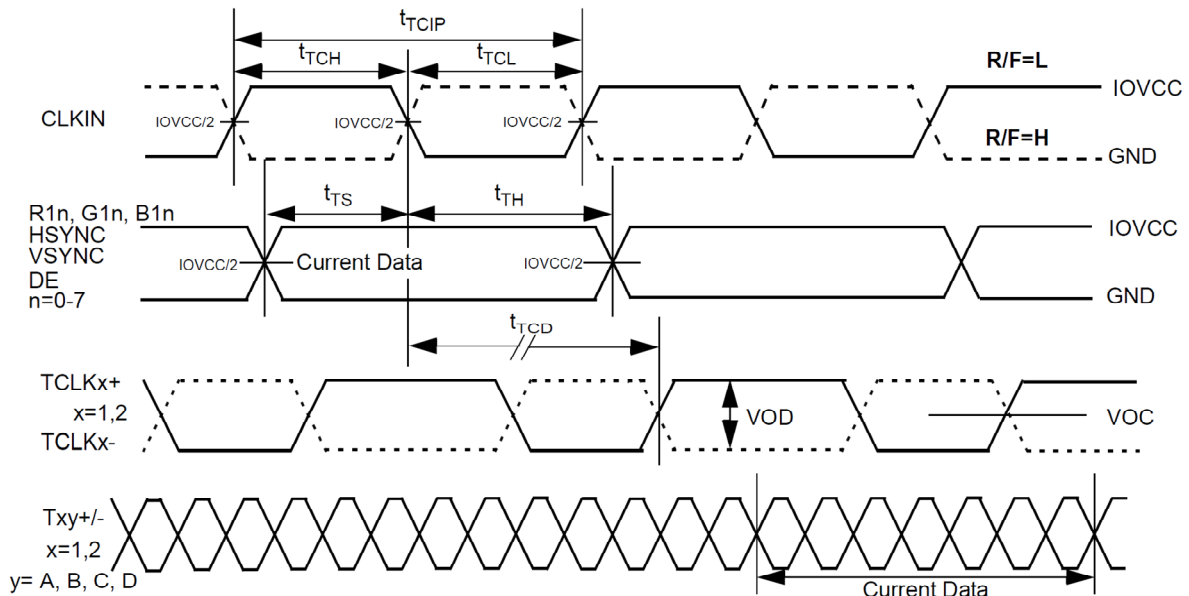 tTCIP
tTCH
tTCL
R/F=L
IOVCC
CLKIN
IOVCC/2
IOVCC/2
IOVCC/2
R/F=H
GND
tTS
tTH
R1n, G1n, B1n
HSYNC
VSYNC
DE
n=0-7
IOVCC
IOVCC/2
Current Data
IOVCC/2
GND
tTCD
TCLKx+
x=1,2
TCLKx-
VOD
VOC
Txy+/-
x=1,2
y= A, B, C, D
Current Data